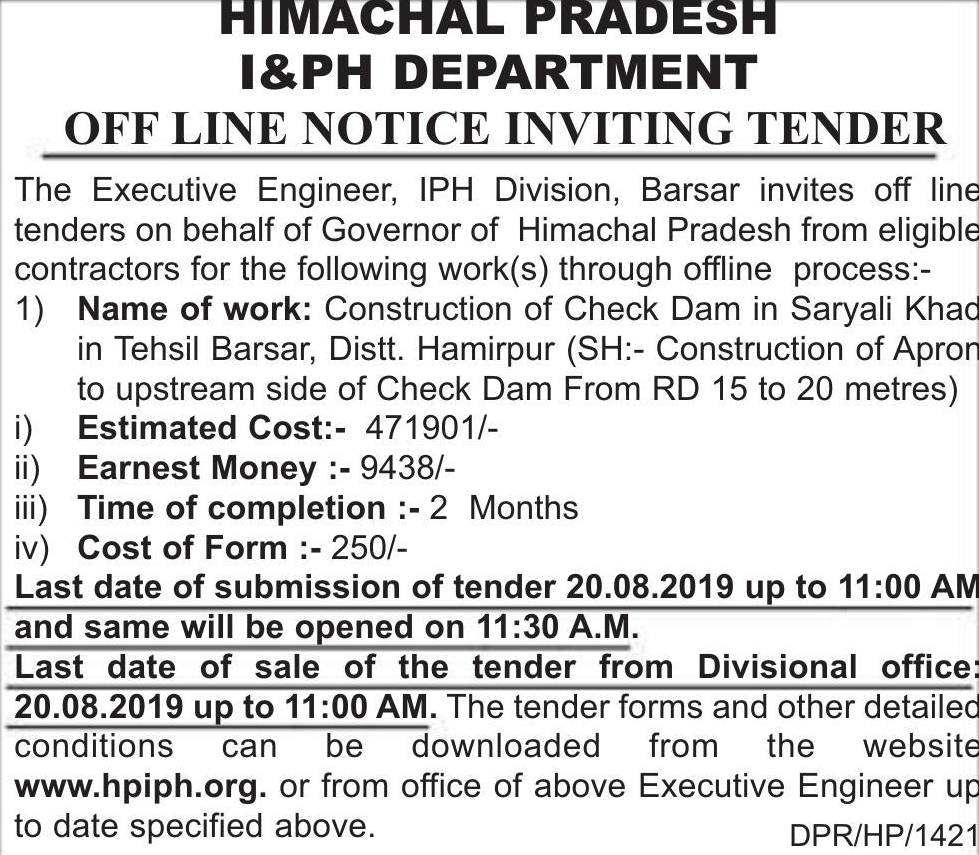 HIMACHAL PRADESH
I&PH DEPARTMENT
OFF LINE NOTICE INVITING TENDER
The Executive Engineer, IPH Division, Barsar invites off line
tenders on behalf of Governor of Himachal Pradesh from eligible
contractors for the following work(s) through offline process:-
1) Name of work: Construction of Check Dam in Saryali Khad
in Tehsil Barsar, Distt. Hamirpur (SH:- Construction of Apron
to upstream side of Check Dam From RD 15 to 20 metres)
i) Estimated Cost:- 471901/-
ii) Earnest Money :- 9438/-
iii) Time of completion :- 2 Months
iv) Cost of Form :- 250/-
Last date of submission of tender 20.08.2019 up to 11:00 AM
and same will be opened on 11:30 A.M.
Last date of sale of the tender from Divisional office:
20.08.2019 up to 11:00 AM. The tender forms and other detailed
conditions can be downloaded from the website
www.hpiph.org. or from office of above Executive Engineer up
to date specified above.
DPR/HP/1421